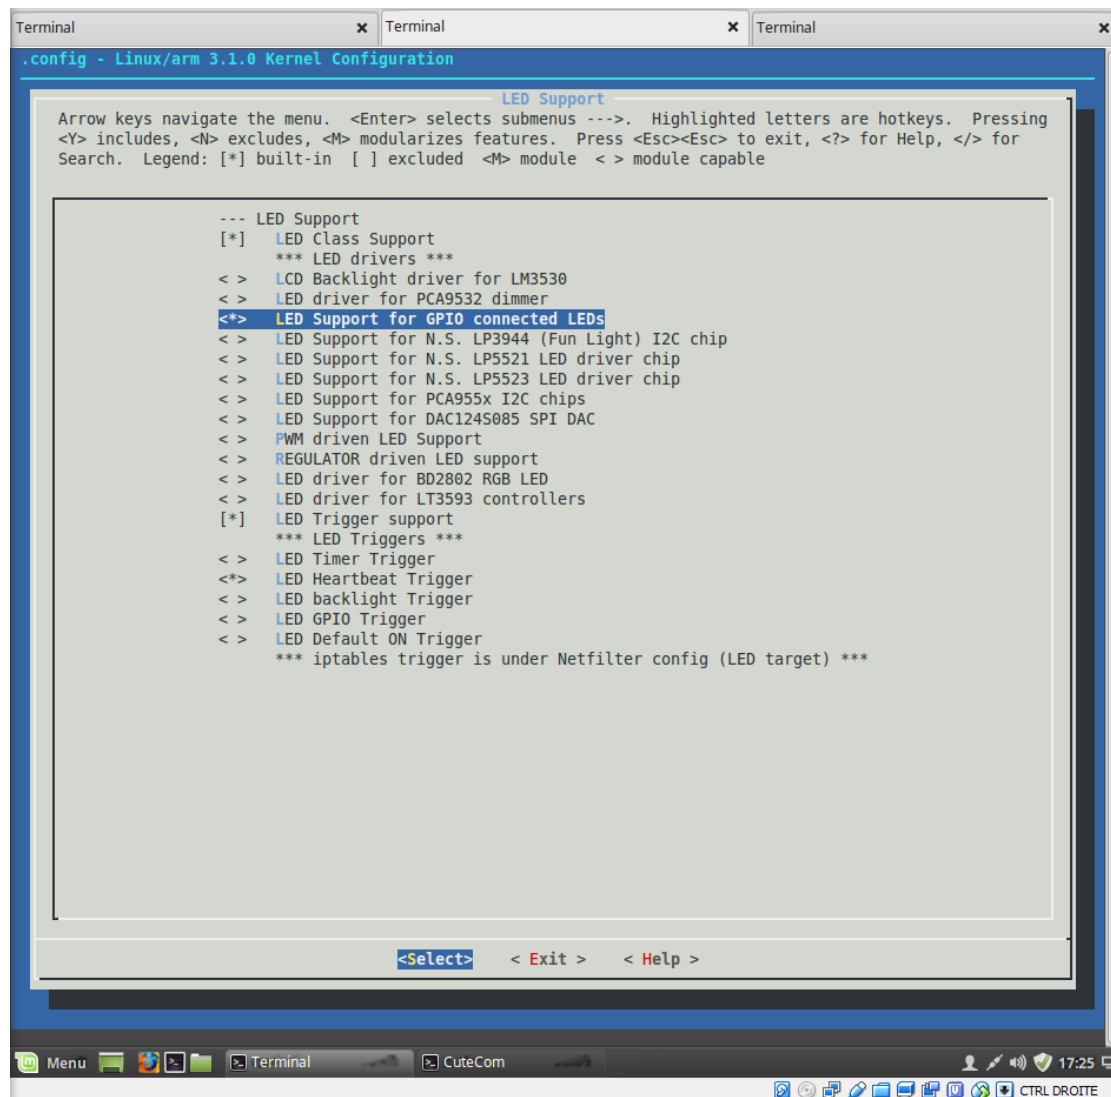 Terminal
Terminal
Terminal
.config - Linux/arm 3.1.0 Kernel Configuration
LED Support
Arrow keys navigate the menu. <Enter> selects submenus --->. Highlighted letters are hotkeys. Pressing
<Y> includes, <N> excludes, <M> modularizes features. Press <Esc><Esc> to exit, <?> for Help, </> for
Search. Legend: [*] built-in [ ] excluded <M> module < > module capable
--- LED Support
[*] LED Class Support
*** LED drivers ***
< > LCD Backlight driver for LM3530
< > LED driver for PCA9532 dimmer
<*> LED Support for GPIO connected LEDs
< > LED Support for N.S. LP3944 (Fun Light) I2C chip
< > LED Support for N.S. LP5521 LED driver chip
< > LED Support for N.S. LP5523 LED driver chip
< > LED Support for PCA955x I2C chips
< > LED Support for DAC124S085 SPI DAC
< > PWM driven LED Support
< > REGULATOR driven LED support
< > LED driver for BD2802 RGB LED
< > LED driver for LT3593 controllers
[*] LED Trigger support
*** LED Triggers ***
< > LED Timer Trigger
<*> LED Heartbeat Trigger
< > LED backlight Trigger
< > LED GPIO Trigger
< > LED Default ON Trigger
*** iptables trigger is under Netfilter config (LED target) ***
<Select> < Exit > < Help >
Menu Terminal CuteCom 17:25
CTRL DROITE